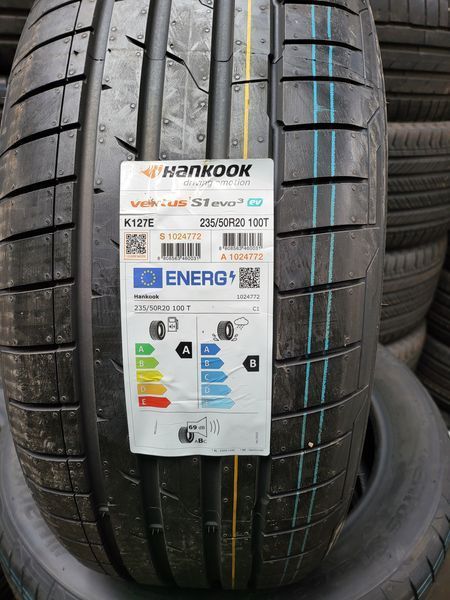 HANKOOK
driving emotion
ventus S1 evo³ ev
K127E 235/50R20 100T
S 1024772
A 1024772
ENERG
Hankook 1024772
235/50R20 100 T C1
A A
B
C
D
E
A
B B
C
D
E
69 dB
ABC